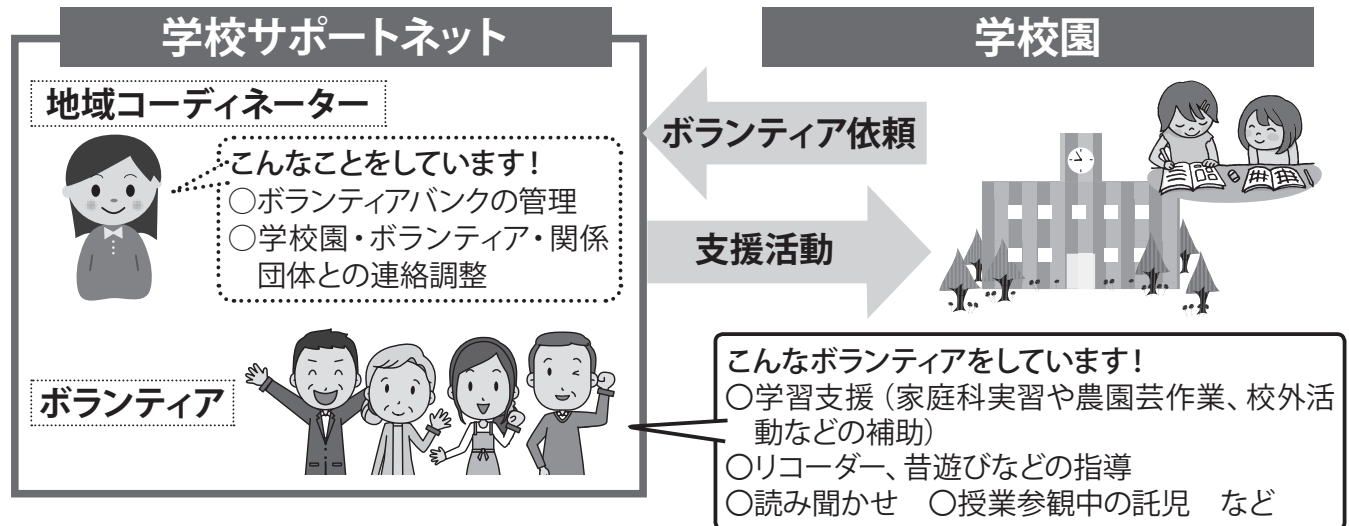 学校サポートネット
地域コーディネーター
こんなことをしています！
○ボランティアバンクの管理
○学校園・ボランティア・関係
団体との連絡調整
ボランティア
学校園
ボランティア依頼
支援活動
こんなボランティアをしています！
○学習支援（家庭科実習や農園芸作業、校外活
動などの補助）
○リコーダー、昔遊びなどの指導
○読み聞かせ　○授業参観中の託児　など